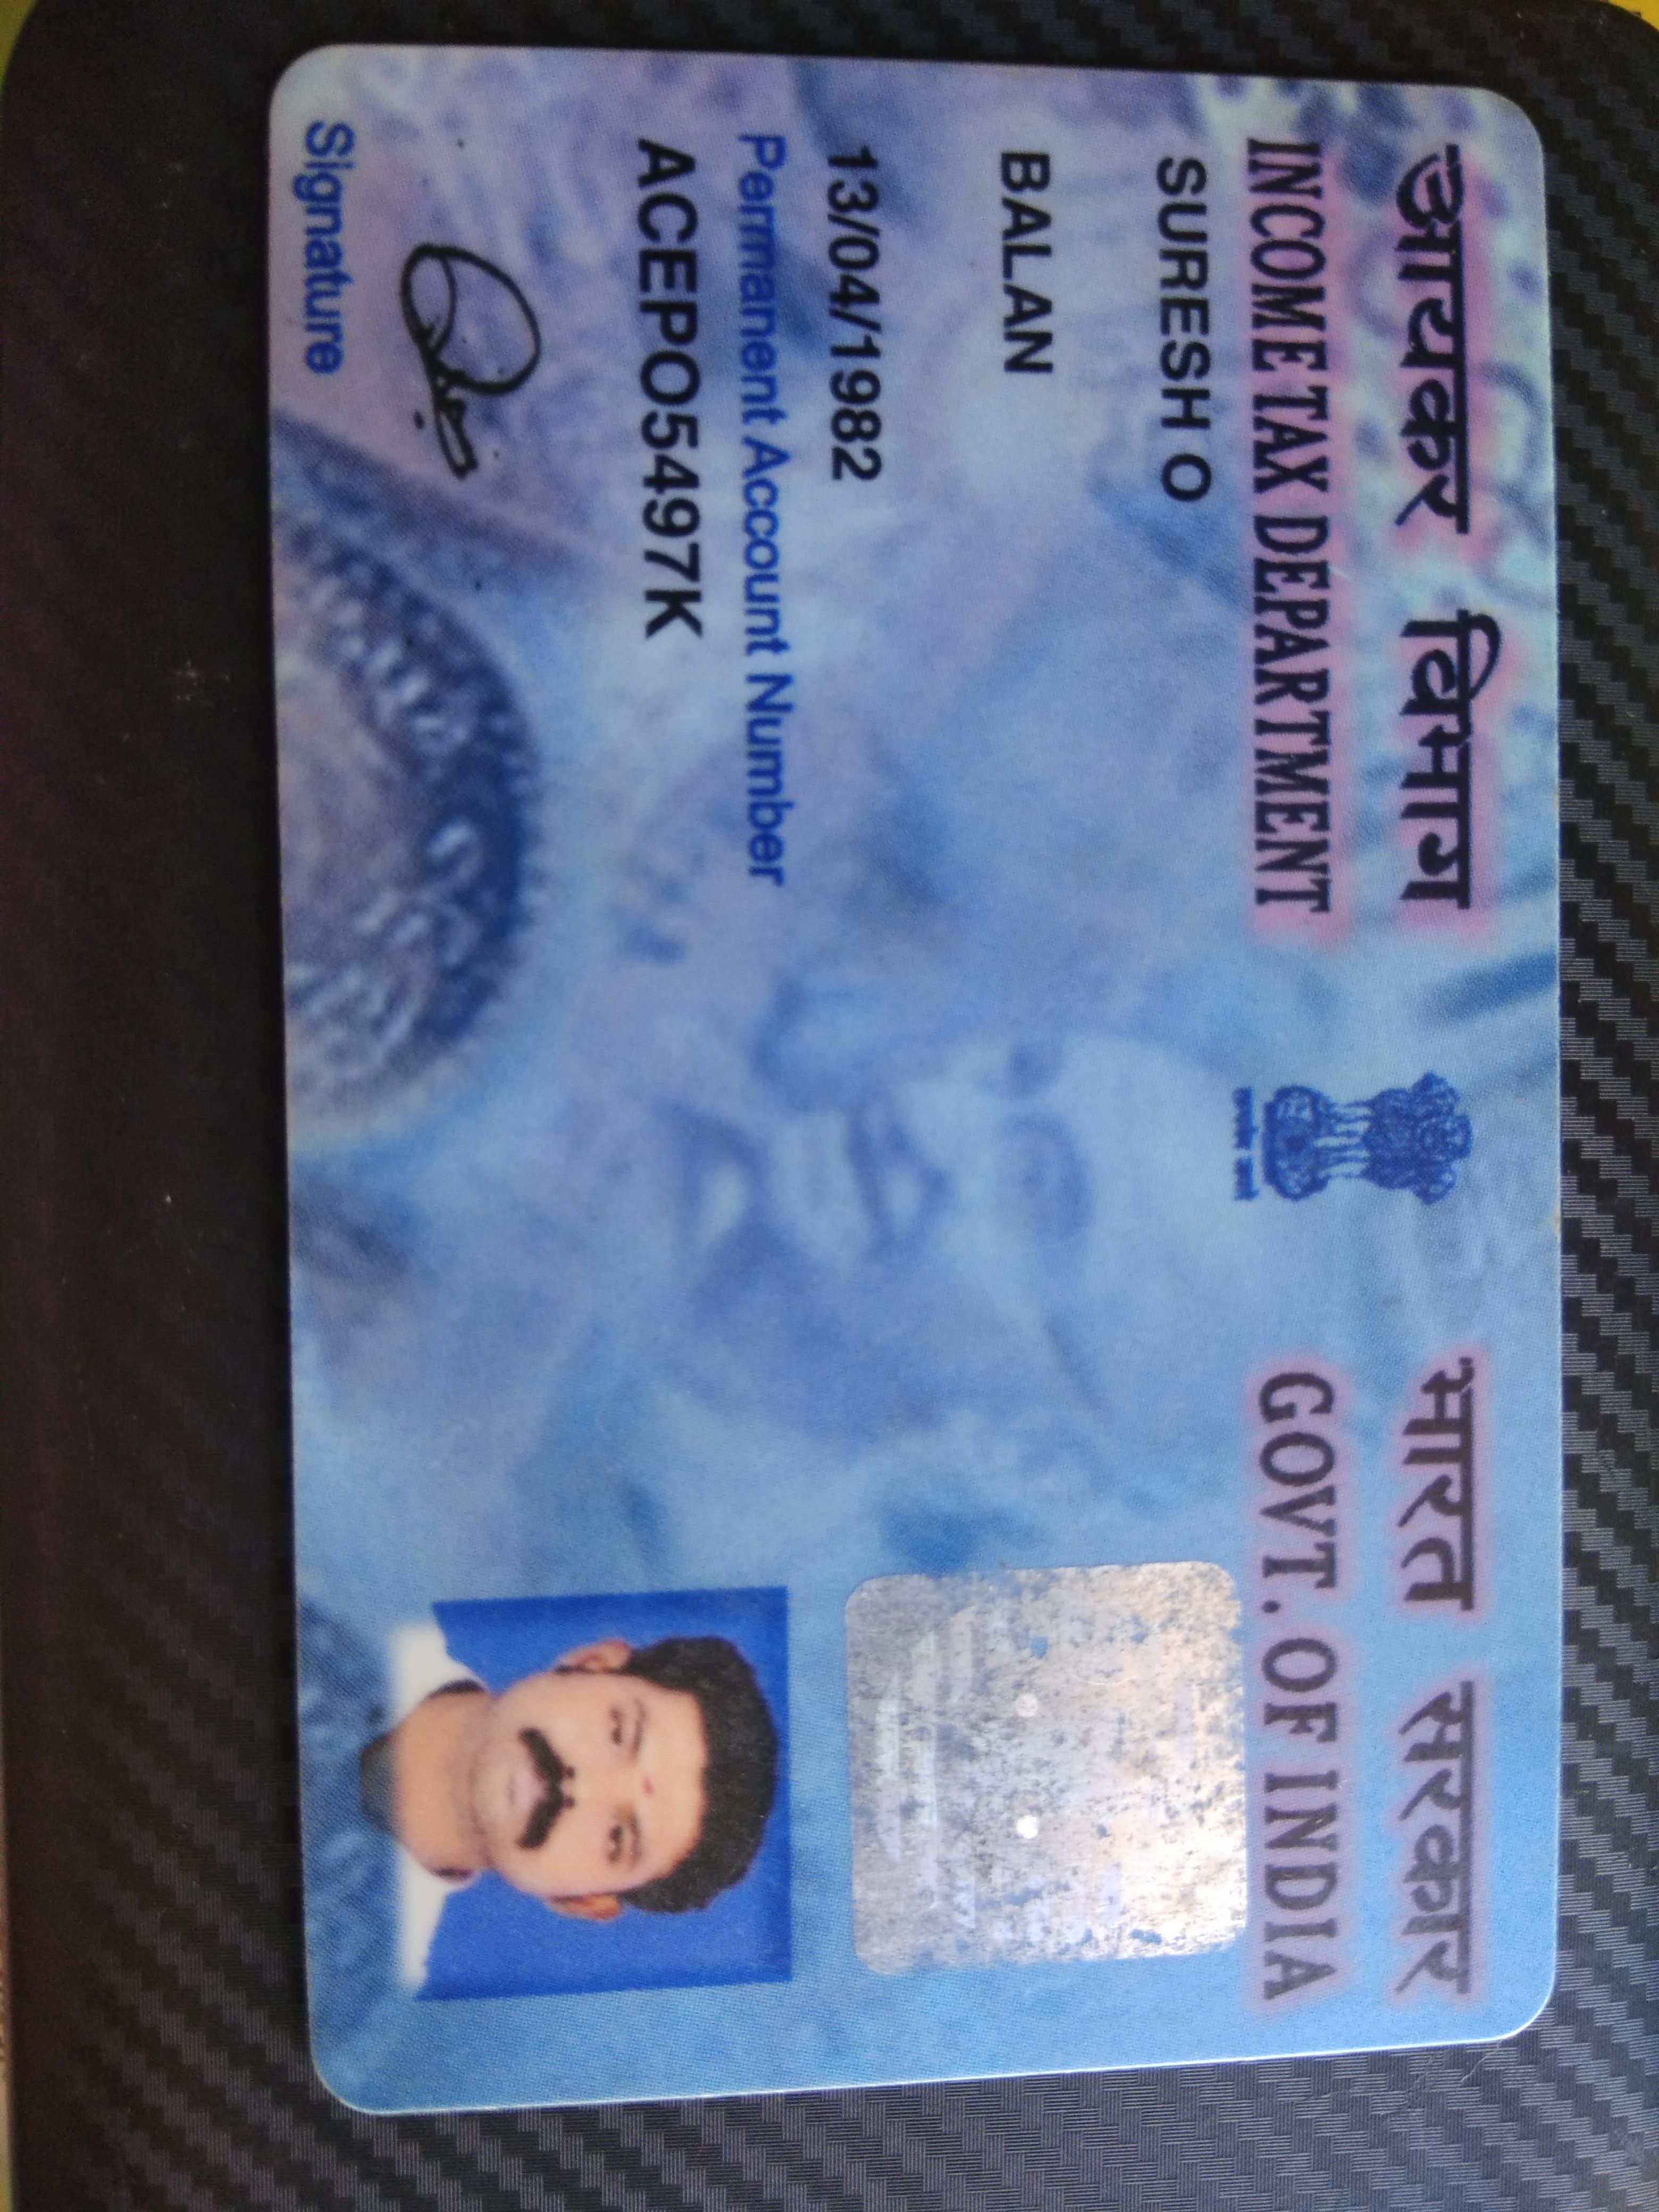 आयकर विभाग
INCOME TAX DEPARTMENT
भारत सरकार
GOVT. OF INDIA
SURESH O
BALAN
13/04/1982
Permanent Account Number
ACEPO5497K
Signature